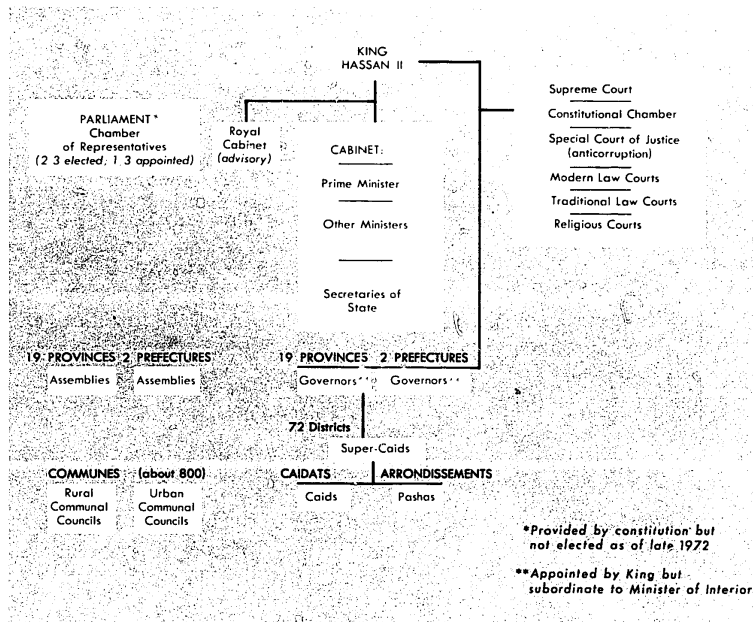 KING
HASSAN II
PARLIAMENT*
Chamber
of Representatives
(2 3 elected; 1 3 appointed)
Royal
Cabinet
(advisory)
CABINET:
Prime Minister
Other Ministers
Secretaries of
State
Supreme Court
Constitutional Chamber
Special Court of Justice
(anticorruption)
Modern Law Courts
Traditional Law Courts
Religious Courts
19 PROVINCES 2 PREFECTURES
Assemblies Assemblies
19 PROVINCES 2 PREFECTURES
Governors** Governors**
72 Districts
Super-Caids
COMMUNES (about 800)
Rural
Communal
Councils
Urban
Communal
Councils
CAIDATS ARRONDISSEMENTS
Caids Pashas
*Provided by constitution but
not elected as of late 1972
**Appointed by King but
subordinate to Minister of Interior